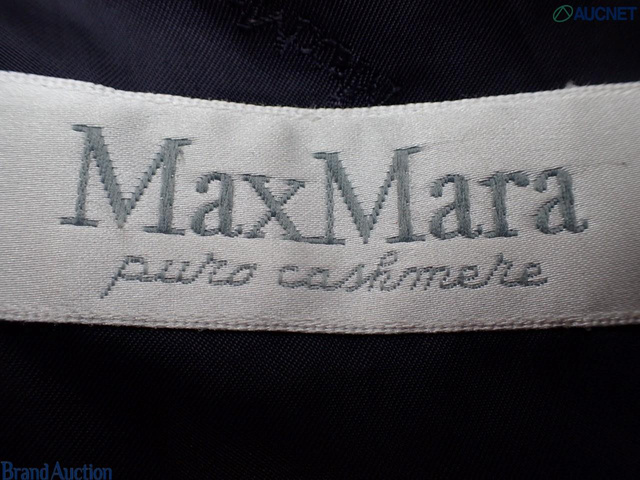 AUCNET
MaxMara
puro cashmere
Brand Auction